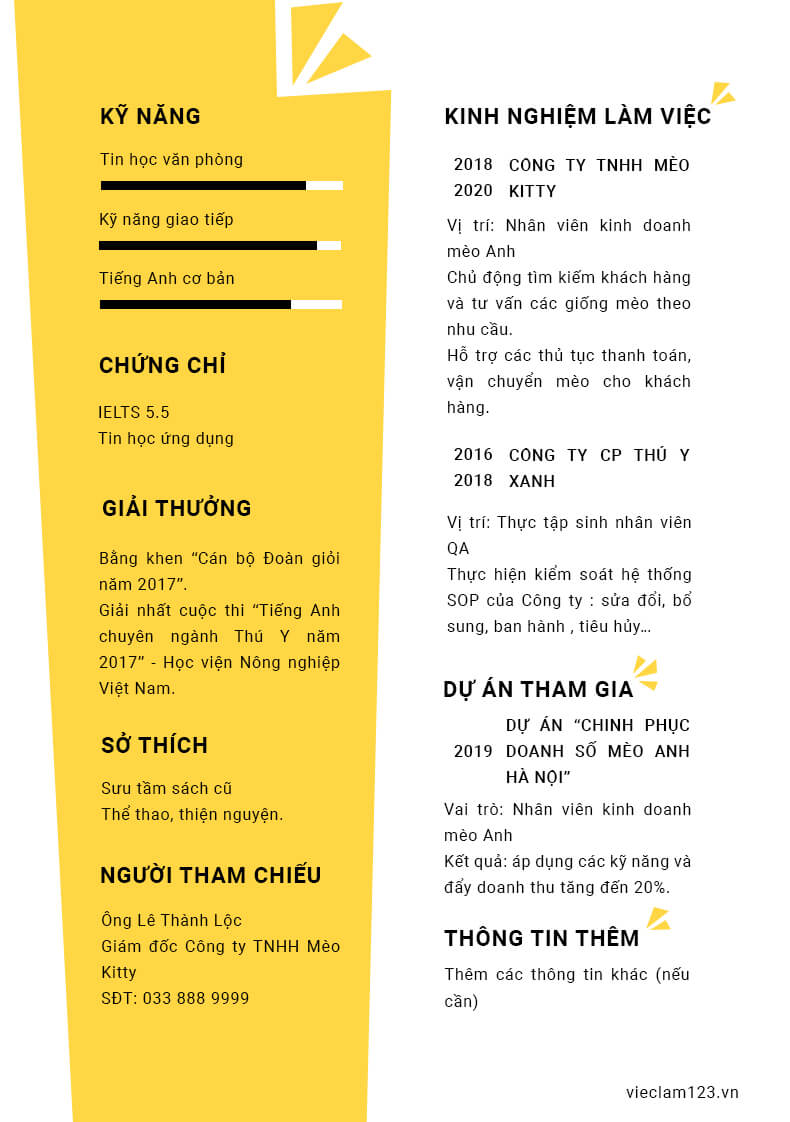 KỸ NĂNG
Tin học văn phòng
Kỹ năng giao tiếp
Tiếng Anh cơ bản
CHỨNG CHỈ
IELTS 5.5
Tin học ứng dụng
GIẢI THƯỞNG
Bằng khen “Cán bộ Đoàn giỏi
năm 2017”.
Giải nhất cuộc thi “Tiếng Anh
chuyên ngành Thú Y năm
2017” - Học viện Nông nghiệp
Việt Nam.
SỞ THÍCH
Sưu tầm sách cũ
Thể thao, thiện nguyện.
NGƯỜI THAM CHIẾU
Ông Lê Thành Lộc
Giám đốc Công ty TNHH Mèo
Kitty
SĐT: 033 888 9999
KINH NGHIỆM LÀM VIỆC
2018 CÔNG TY TNHH MÈO
2020 KITTY
Vị trí: Nhân viên kinh doanh
mèo Anh
Chủ động tìm kiếm khách hàng
và tư vấn các giống mèo theo
nhu cầu.
Hỗ trợ các thủ tục thanh toán,
vận chuyển mèo cho khách
hàng.
2016 CÔNG TY CP THÚ Y
2018 XANH
Vị trí: Thực tập sinh nhân viên
QA
Thực hiện kiểm soát hệ thống
SOP của Công ty : sửa đổi, bổ
sung, ban hành , tiêu hủy…
DỰ ÁN THAM GIA
DỰ ÁN “CHINH PHỤC
2019 DOANH SỐ MÈO ANH
HÀ NỘI”
Vai trò: Nhân viên kinh doanh
mèo Anh
Kết quả: áp dụng các kỹ năng và
đẩy doanh thu tăng đến 20%.
THÔNG TIN THÊM
Thêm các thông tin khác (nếu
cần)
vieclam123.vn